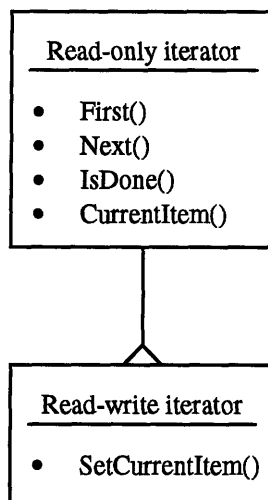 Read-only iterator
• First()
• Next()
• IsDone()
• CurrentItem()
Read-write iterator
• SetCurrentItem()